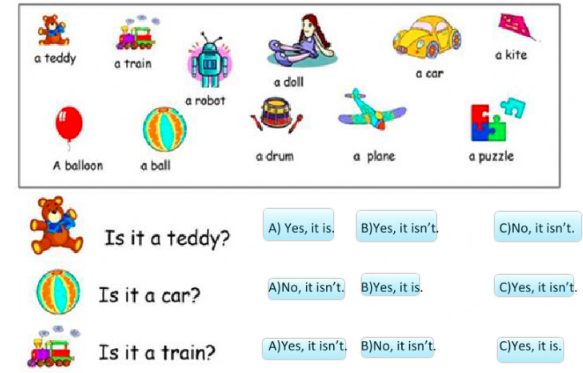 a teddy
a train
a robot
a doll
a car
a kite
A balloon
a ball
a drum
a plane
a puzzle
Is it a teddy? A) Yes, it is. B)Yes, it isn't. C)No, it isn't.
Is it a car? A)No, it isn't. B)Yes, it is. C)Yes, it isn't.
Is it a train? A)Yes, it isn't. B)No, it isn't. C)Yes, it is.